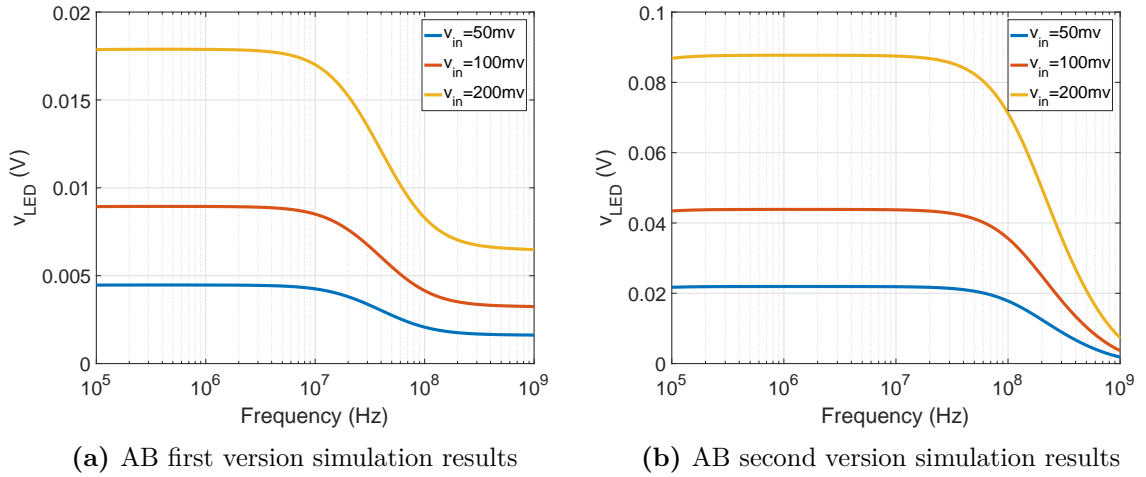 0.02
0.015
0.01
0.005
0
v_LED (V)
10^5 10^6 10^7 10^8 10^9
Frequency (Hz)
v_in=50mv
v_in=100mv
v_in=200mv
(a) AB first version simulation results
0.1
0.08
0.06
0.04
0.02
0
v_LED (V)
10^5 10^6 10^7 10^8 10^9
Frequency (Hz)
v_in=50mv
v_in=100mv
v_in=200mv
(b) AB second version simulation results